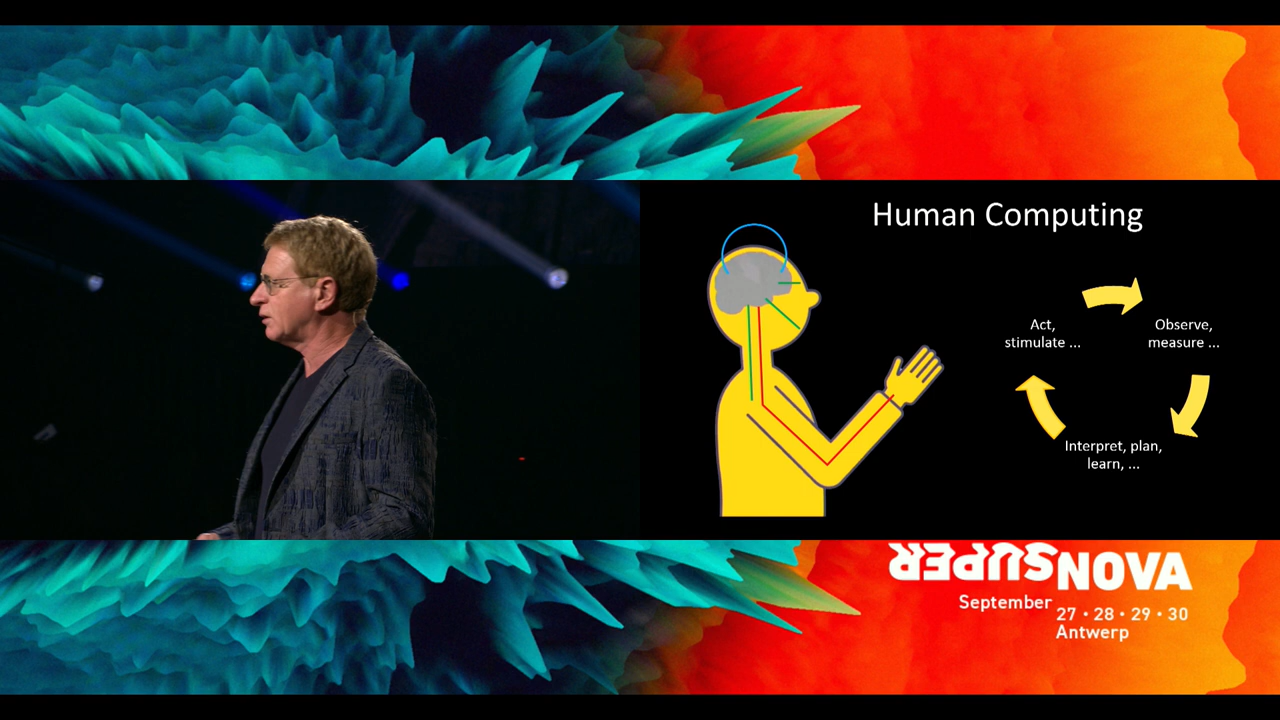 Human Computing
Act,
stimulate ...
Observe,
measure ...
Interpret, plan,
learn, ...
SUPERNOVA
September
27 • 28 • 29 • 30
Antwerp